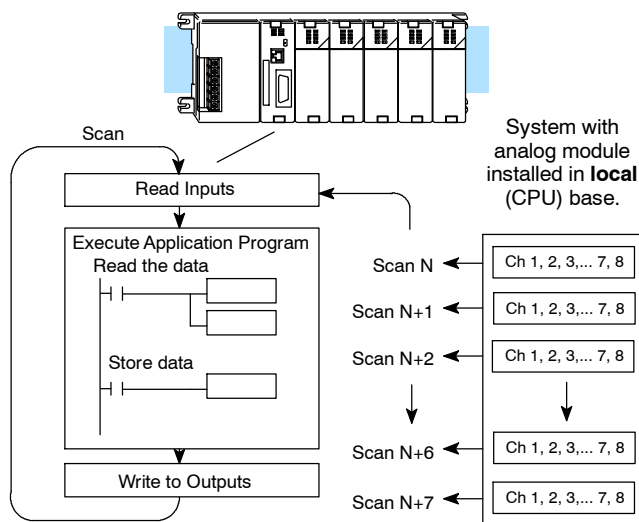 Scan
System with
analog module
installed in local
(CPU) base.
Read Inputs
Execute Application Program
Read the data
Store data
Write to Outputs
Scan N
Ch 1, 2, 3,... 7, 8
Scan N+1
Ch 1, 2, 3,... 7, 8
Scan N+2
Ch 1, 2, 3,... 7, 8
Scan N+6
Ch 1, 2, 3,... 7, 8
Scan N+7
Ch 1, 2, 3,... 7, 8